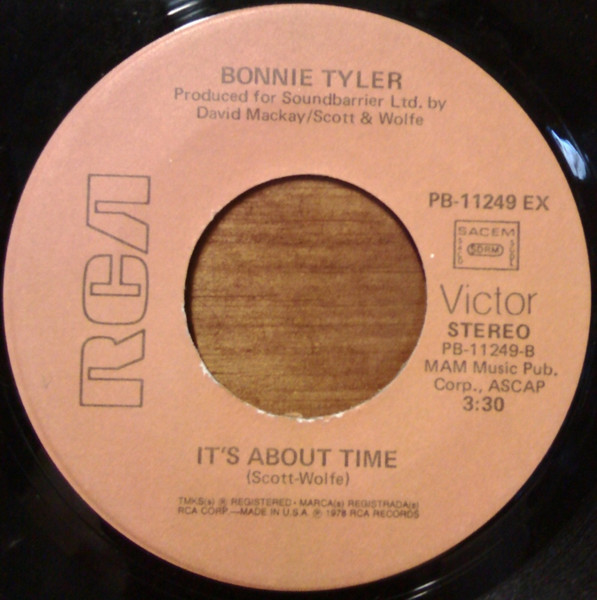 BONNIE TYLER
Produced for Soundbarrier Ltd. by
David Mackay/Scott & Wolfe
RCA
PB-11249 EX
SACEM
SDRM
Victor
STEREO
PB-11249-B
MAM Music Pub.
Corp., ASCAP
3:30
IT'S ABOUT TIME
(Scott-Wolfe)
TMK(s) ® REGISTERED • MARCA(s) REGISTRADA(s)
RCA CORP.—MADE IN U.S.A ℗ 1978 RCA RECORDS